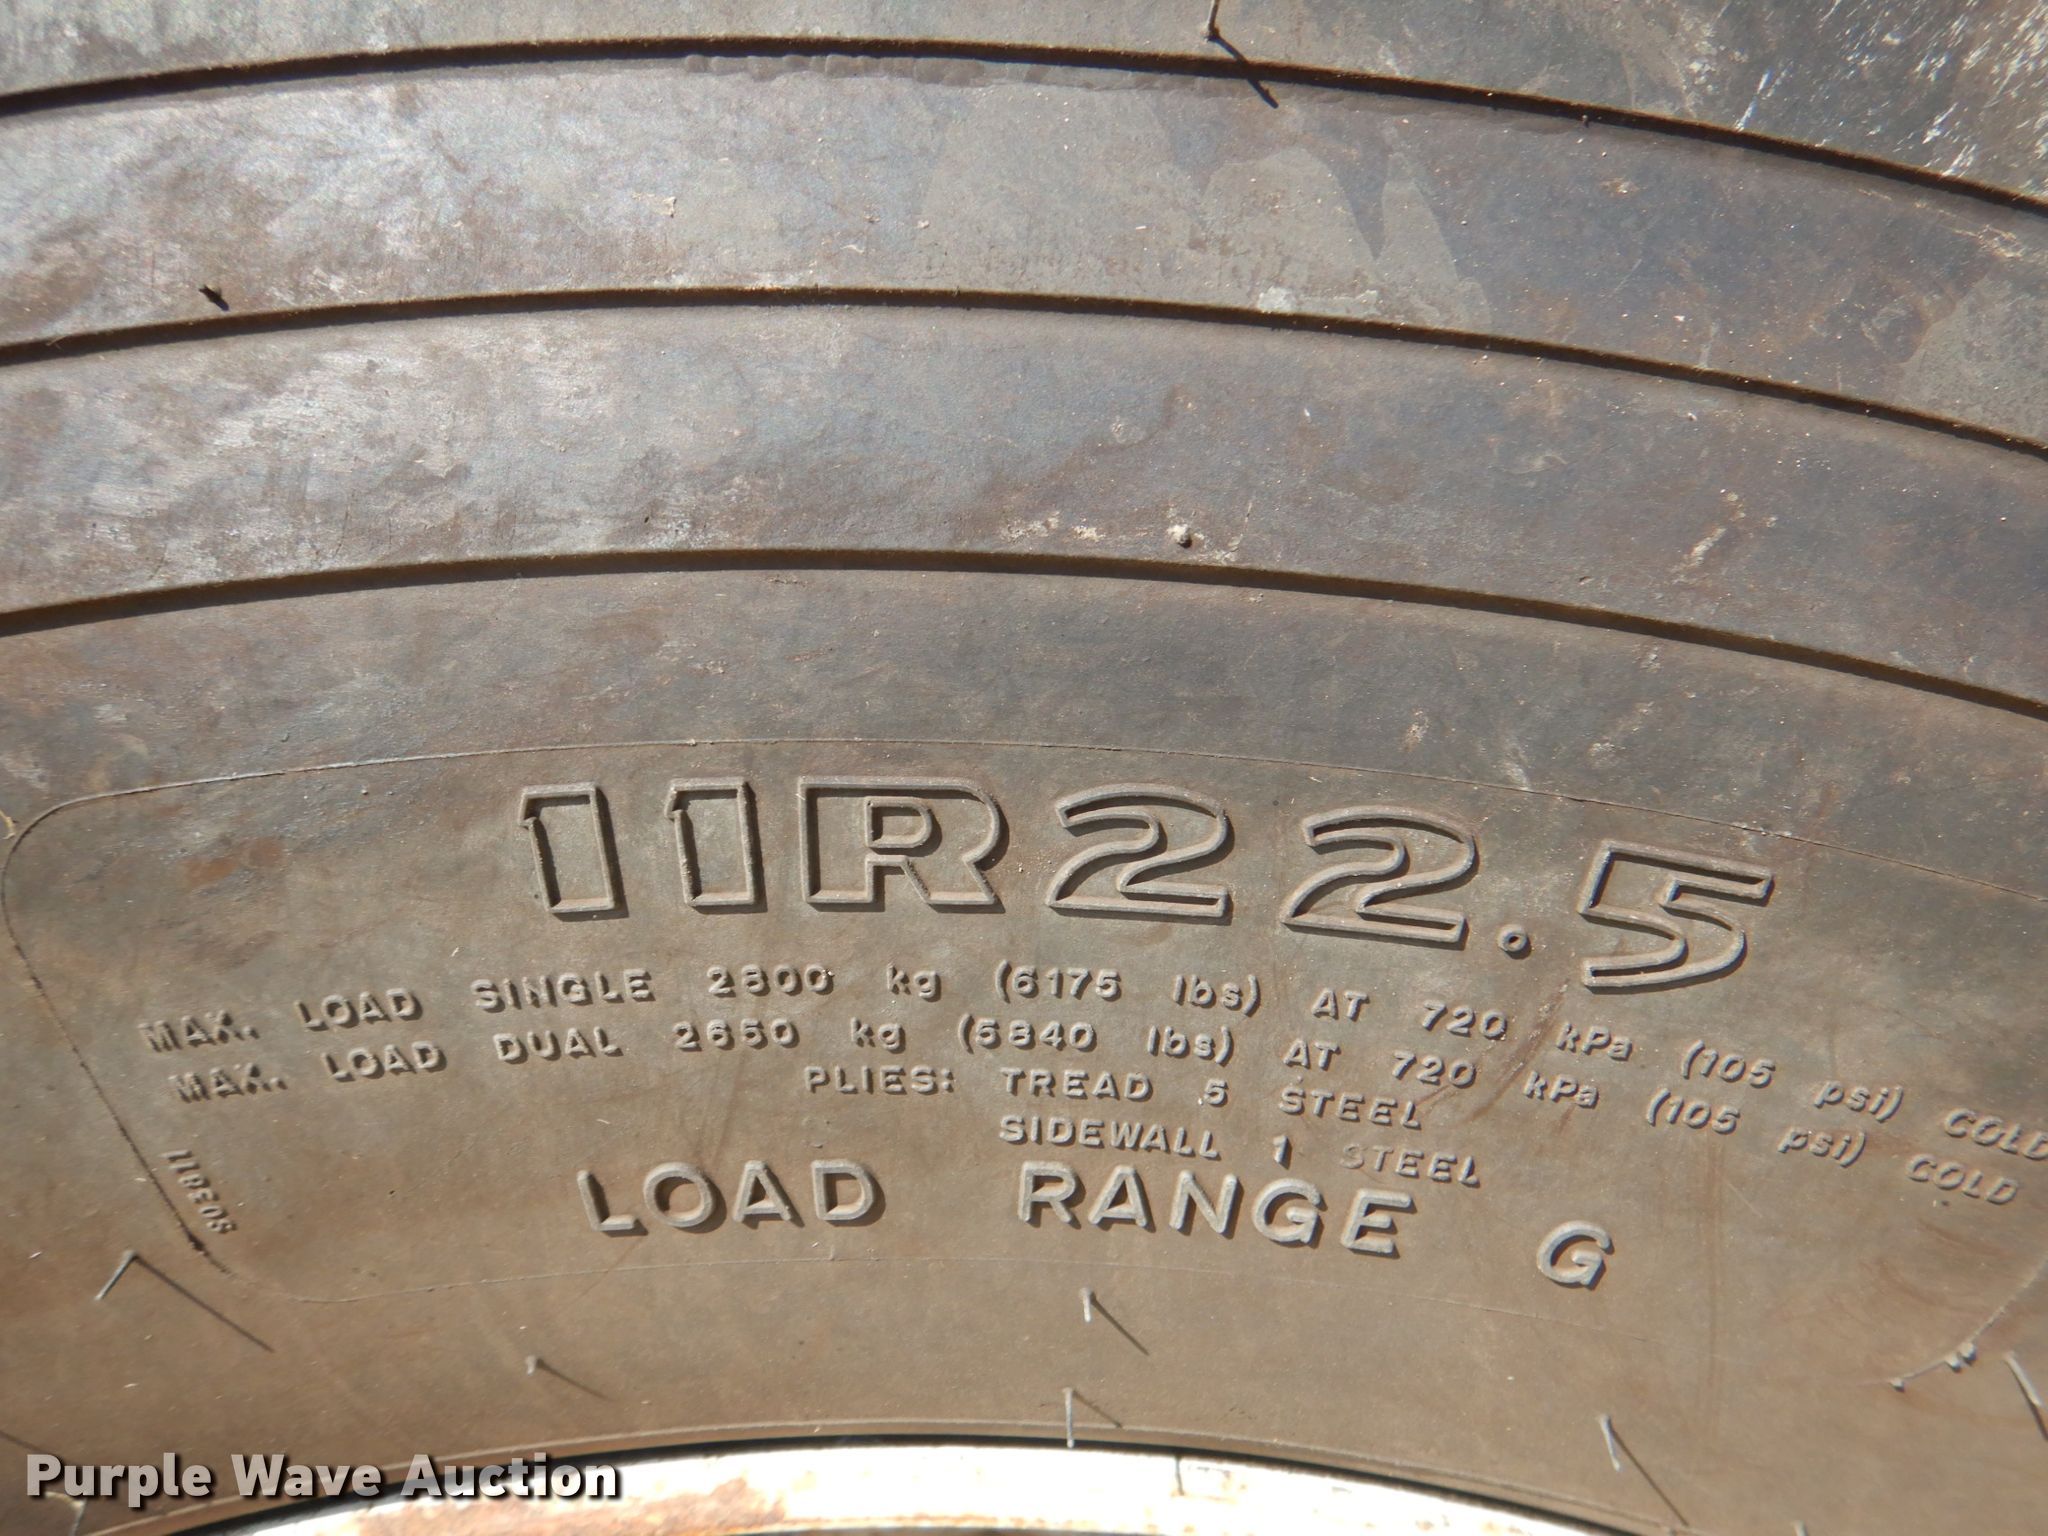 11R22.5
MAX. LOAD SINGLE 2800 kg (6175 lbs) AT 720 kPa (105 psi) COLD
MAX. LOAD DUAL 2650 kg (5840 lbs) AT 720 kPa (105 psi) COLD
PLIES: TREAD 5 STEEL
SIDEWALL 1 STEEL
LOAD RANGE G
Purple Wave Auction